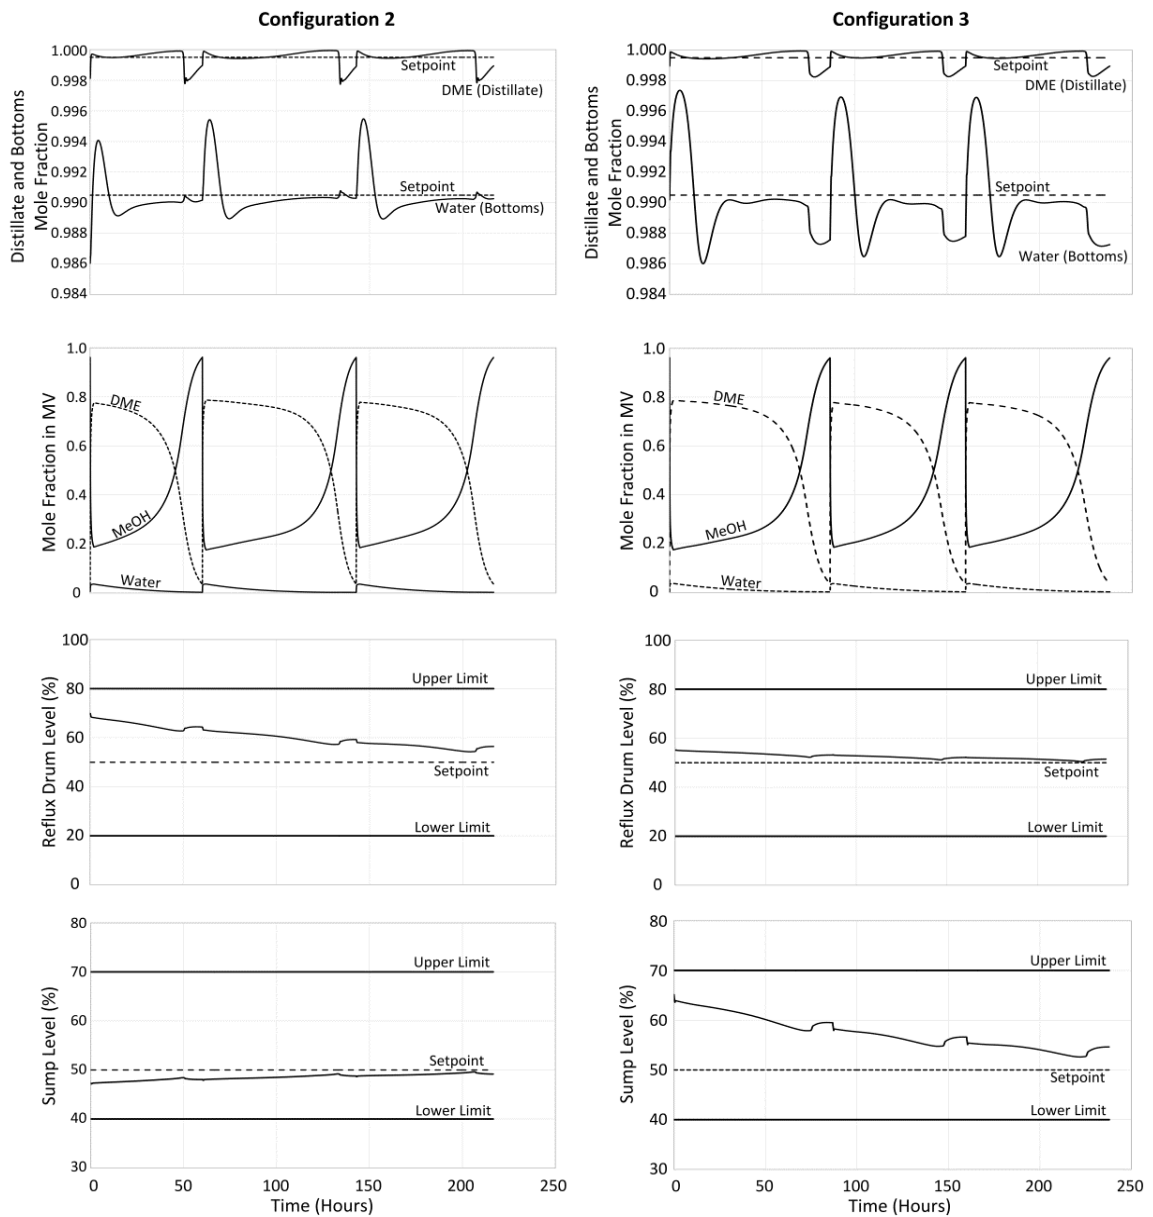 Configuration 2
Distillate and Bottoms
Mole Fraction
1.000
0.998
0.996
0.994
0.992
0.990
0.988
0.986
0.984
Setpoint
DME (Distillate)
Setpoint
Water (Bottoms)
Configuration 3
Distillate and Bottoms
Mole Fraction
1.000
0.998
0.996
0.994
0.992
0.990
0.988
0.986
0.984
Setpoint
DME (Distillate)
Setpoint
Water (Bottoms)
Mole Fraction in MV
1.0
0.8
0.6
0.4
0.2
0
DME
MeOH
Water
Mole Fraction in MV
1.0
0.8
0.6
0.4
0.2
0
DME
MeOH
Water
Reflux Drum Level (%)
100
80
60
40
20
0
Upper Limit
Setpoint
Lower Limit
Reflux Drum Level (%)
100
80
60
40
20
0
Upper Limit
Setpoint
Lower Limit
Sump Level (%)
80
70
60
50
40
30
Upper Limit
Setpoint
Lower Limit
0 50 100 150 200 250
Time (Hours)
Sump Level (%)
80
70
60
50
40
30
Upper Limit
Setpoint
Lower Limit
0 50 100 150 200 250
Time (Hours)